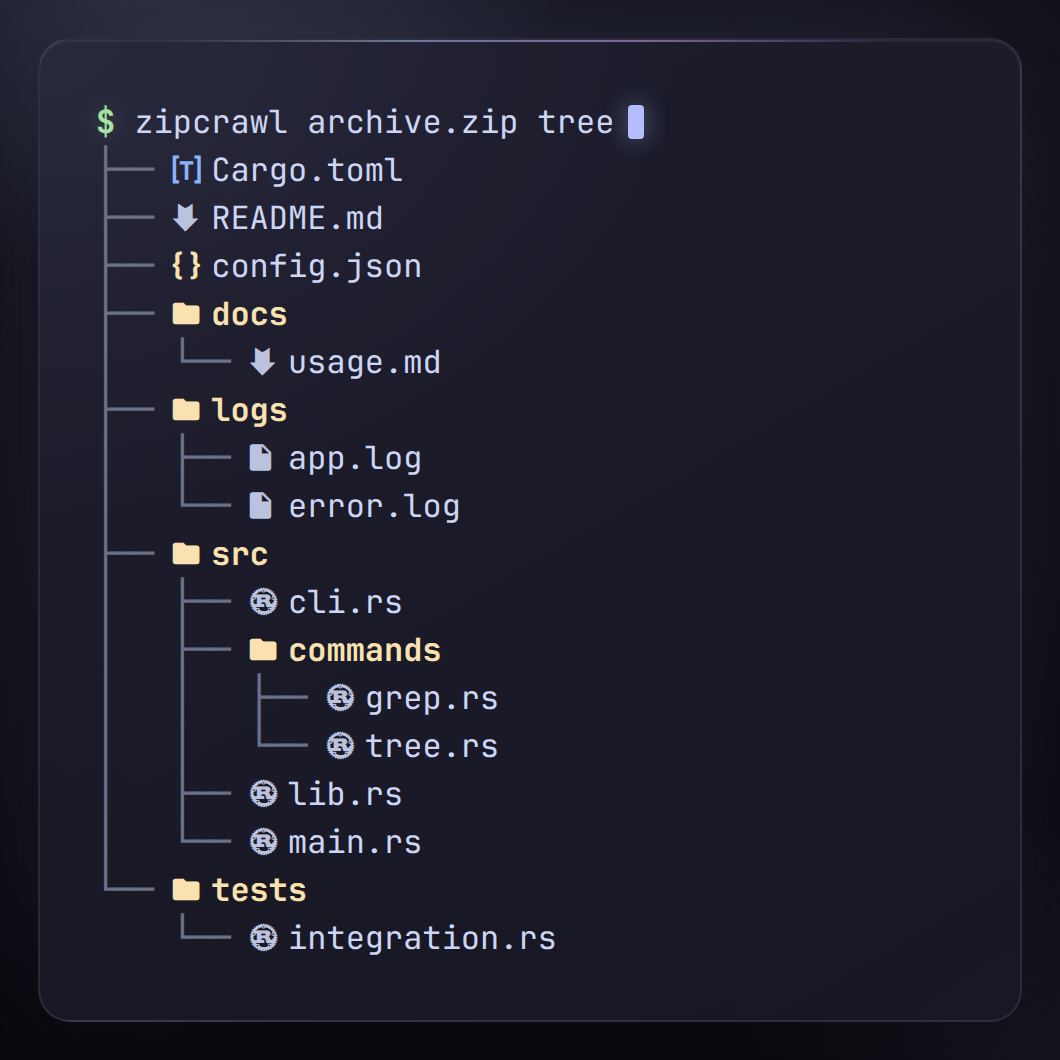 $ zipcrawl archive.zip tree
├── [T] Cargo.toml
├── README.md
├── {} config.json
├── docs
│   └── usage.md
├── logs
│   ├── app.log
│   └── error.log
├── src
│   ├── cli.rs
│   ├── commands
│   │   ├── grep.rs
│   │   └── tree.rs
│   ├── lib.rs
│   └── main.rs
└── tests
    └── integration.rs